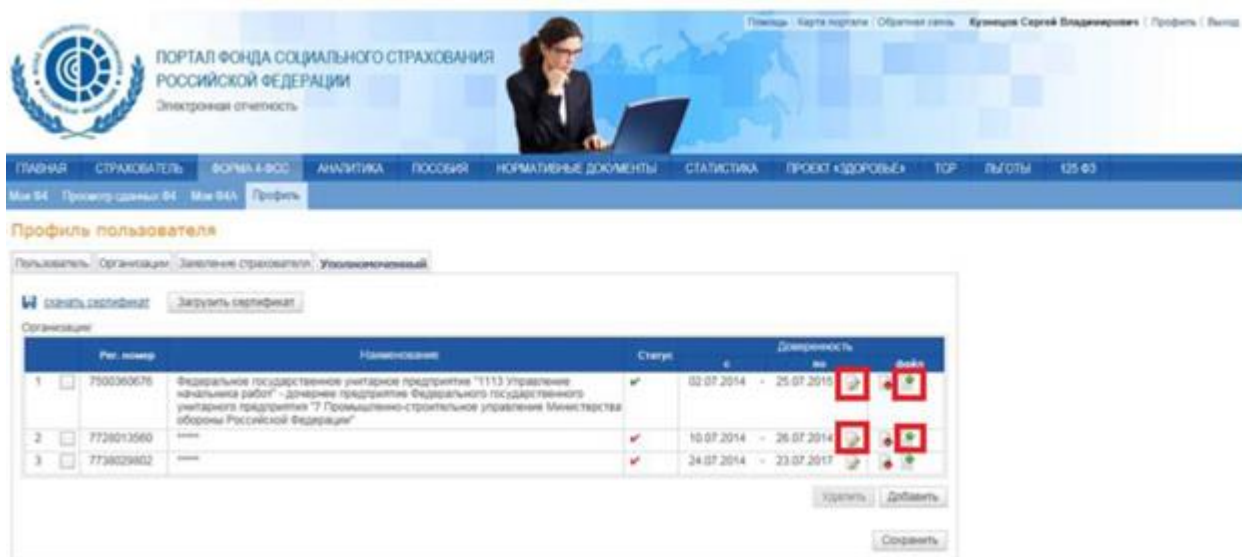 Помощь | Карта портала | Обратная связь Кузнецов Сергей Владимирович | Профиль | Выход
ПОРТАЛ ФОНДА СОЦИАЛЬНОГО СТРАХОВАНИЯ
РОССИЙСКОЙ ФЕДЕРАЦИИ
Электронная отчетность
ГЛАВНАЯ СТРАХОВАТЕЛЬ ФОРМА 4-ФСС АНАЛИТИКА ПОСОБИЯ НОРМАТИВНЫЕ ДОКУМЕНТЫ СТАТИСТИКА ПРОЕКТ «ЗДОРОВЬЕ» ТСР ЛЬГОТЫ 125 ФЗ
Мои Ф4 Просмотр сданных Ф4 Мои Ф4А Профиль
Профиль пользователя
Пользователь Организации Заявление страхователя Уполномоченный
скачать сертификат Загрузить сертификат
Организации:
Рег. номер Наименование Статус Доверенность
с по Файл
1 7500360676 Федеральное государственное унитарное предприятие "1113 Управление 02.07.2014 - 25.07.2015
начальника работ" - дочернее предприятие Федерального государственного
унитарного предприятия "7 Промышленно-строительное управление Министерства
обороны Российской Федерации"
2 7728013560 ***** 10.07.2014 - 26.07.2014
3 7738029802 ***** 24.07.2014 - 23.07.2017
Удалить Добавить
Сохранить